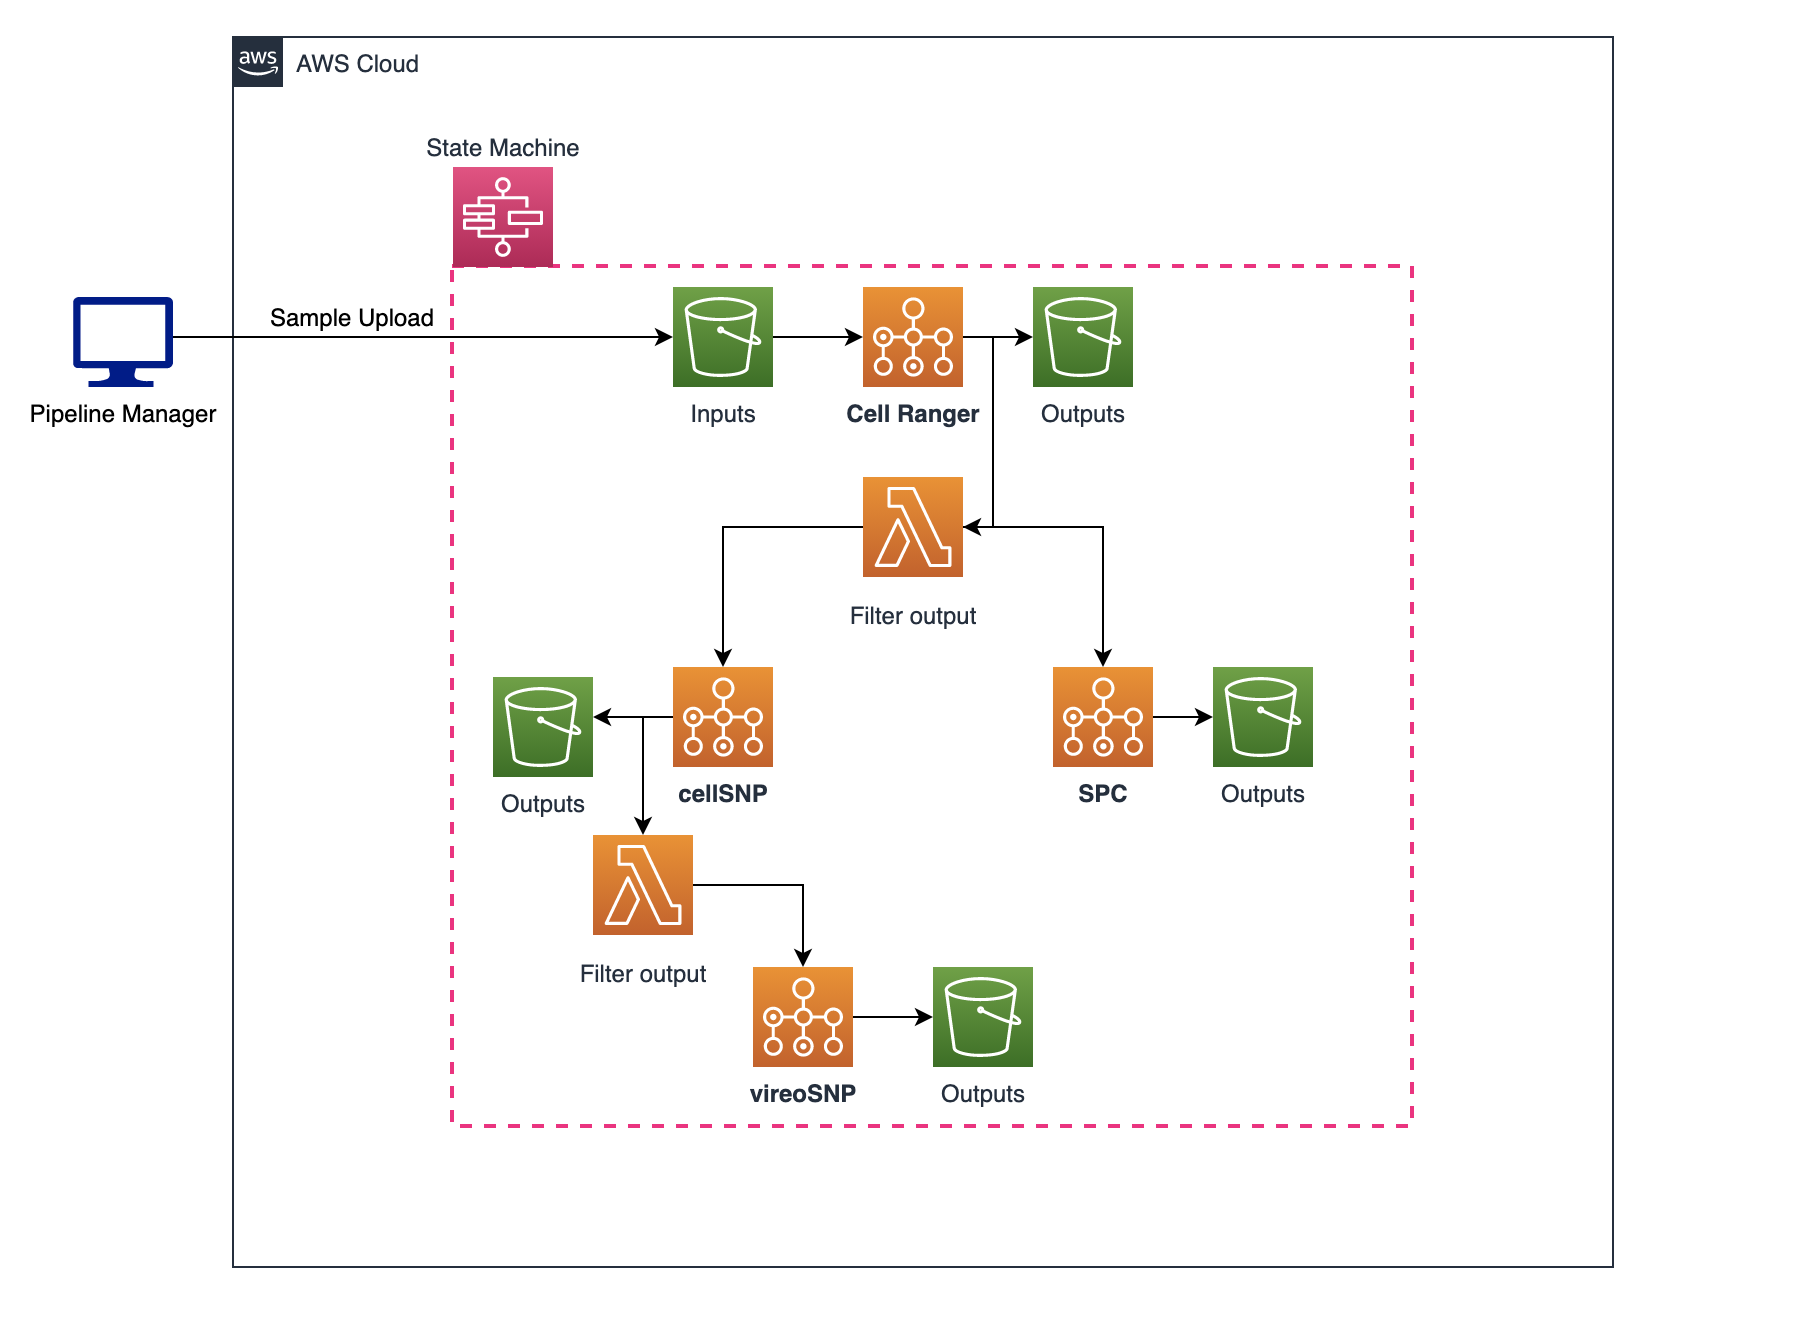 aws
AWS Cloud
State Machine
Sample Upload
Pipeline Manager
Inputs
Cell Ranger
Outputs
Filter output
Outputs
cellSNP
SPC
Outputs
Filter output
vireoSNP
Outputs